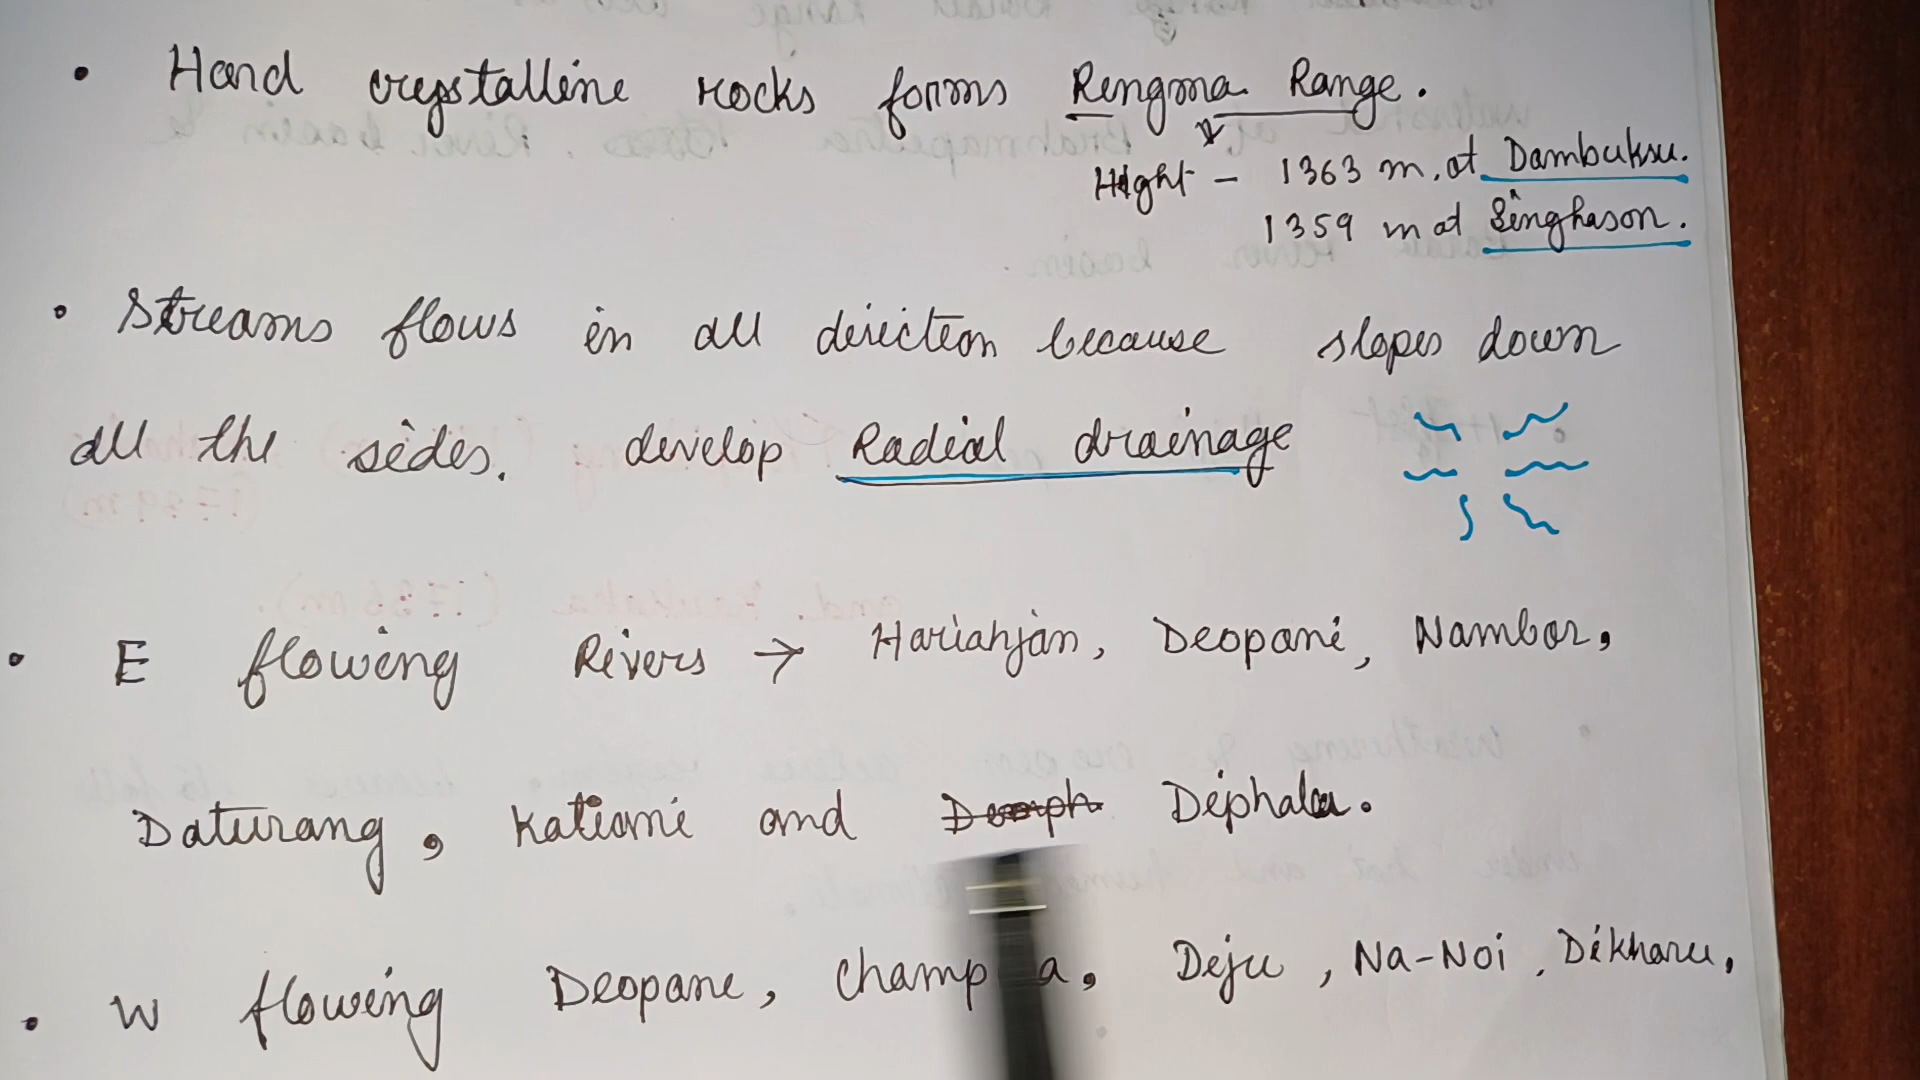 • Hard crystalline rocks forms Rengma Range.
Hight - 1363 m. at Dambuksu.
1359 m at Singhason.
• Streams flows in all direction because slopes down
all the sides. develop Radial drainage
• E flowing Rivers → Hariahjan, Deopani, Nambor,
Daturang, Kationi and Diphalu.
• W flowing Deopane, Champa, Deju, Na-Noi, Dikharu,